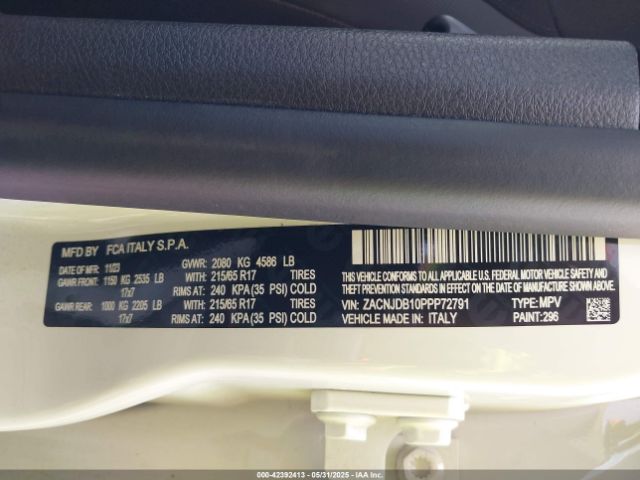 MFD BY FCA ITALY S.P.A.
DATE OF MFR: 11/23 GVWR: 2080 KG 4586 LB
GAWR FRONT: 1150 KG 2535 LB WITH: 215/65 R17 TIRES
17x7 RIMS AT: 240 KPA (35 PSI) COLD
GAWR REAR: 1000 KG 2205 LB WITH: 215/65 R17 TIRES
17x7 RIMS AT: 240 KPA (35 PSI) COLD
THIS VEHICLE CONFORMS TO ALL APPLICABLE U.S.A. FEDERAL MOTOR VEHICLE SAFETY, BUMPER, AND THEFT
PREVENTION STANDARDS IN EFFECT ON THE DATE OF MANUFACTURE SHOWN ABOVE.
VIN: ZACNJDB10PPP72791 TYPE: MPV
VEHICLE MADE IN: ITALY PAINT: 296
000-42392413 - 05/31/2025 - IAAI.COM